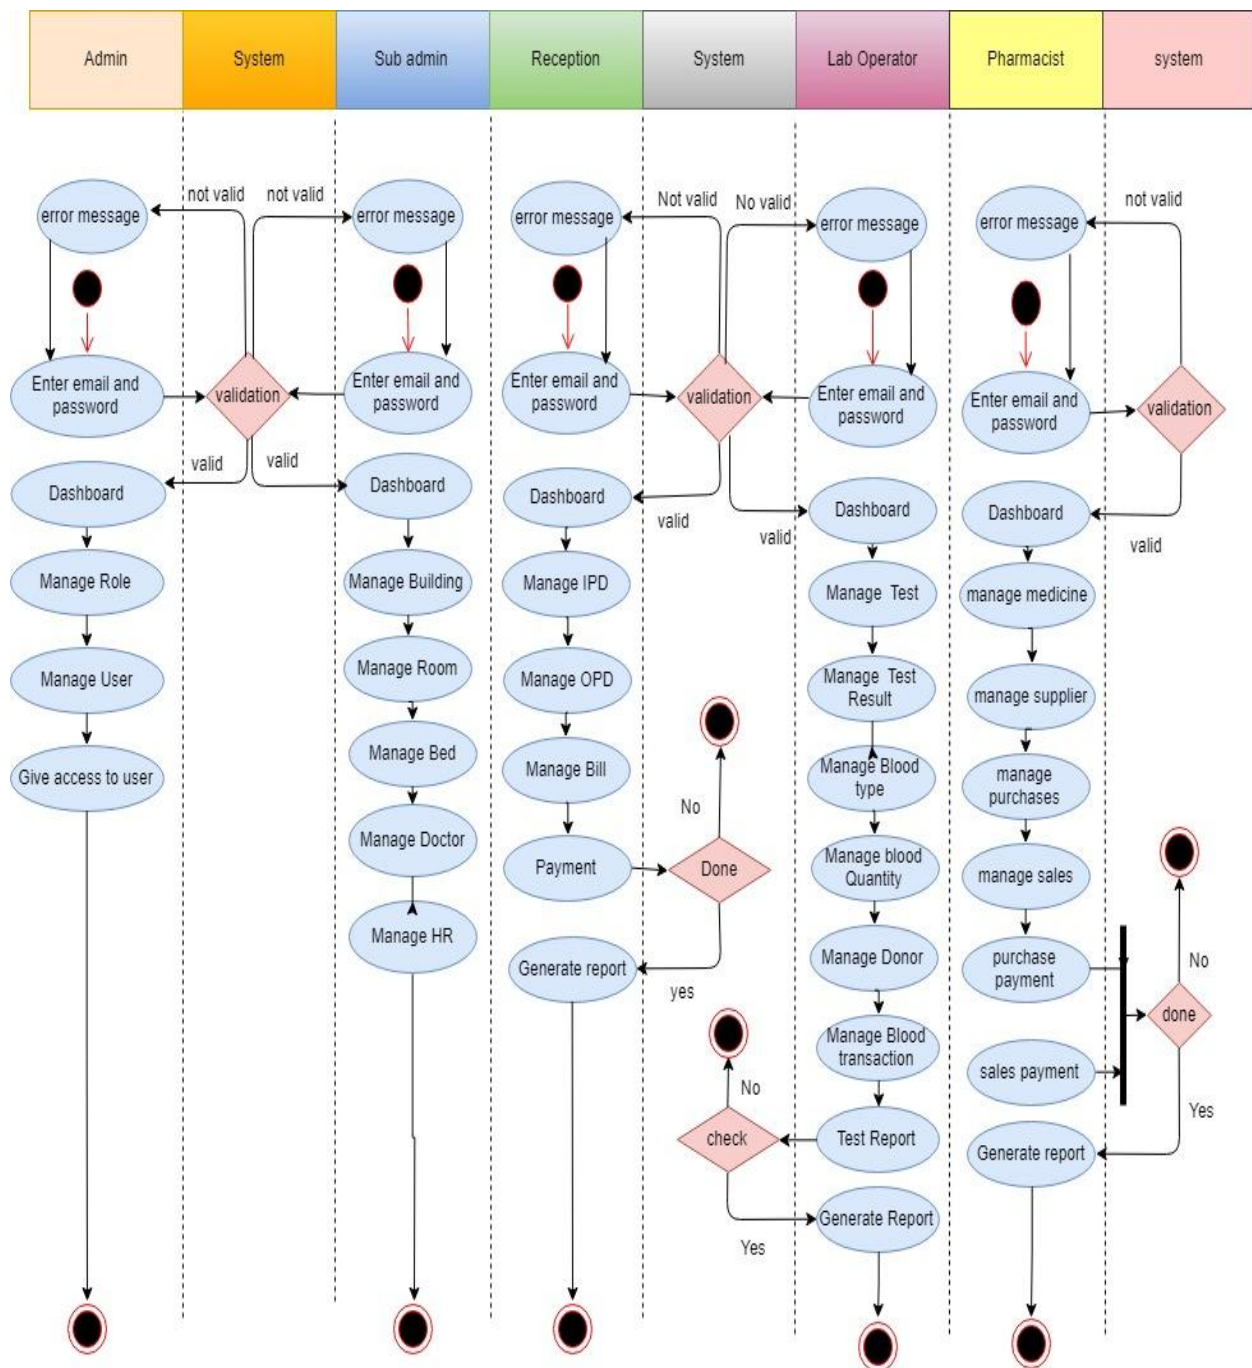 Admin
System
Sub admin
Reception
System
Lab Operator
Pharmacist
system
not valid
not valid
Not valid
No valid
not valid
error message
error message
error message
error message
error message
Enter email and
password
validation
Enter email and
password
Enter email and
password
validation
Enter email and
password
Enter email and
password
validation
valid
valid
valid
valid
valid
Dashboard
Dashboard
Dashboard
Dashboard
Dashboard
Manage Role
Manage Building
Manage IPD
Manage Test
manage medicine
Manage User
Manage Room
Manage OPD
Manage Test
Result
manage supplier
Give access to user
Manage Bed
Manage Bill
No
Manage Blood
type
manage
purchases
Manage Doctor
Payment
Done
Manage blood
Quantity
manage sales
Manage HR
Generate report
yes
Manage Donor
purchase
payment
No
done
Manage Blood
transaction
sales payment
No
Yes
check
Test Report
Generate report
Yes
Generate Report